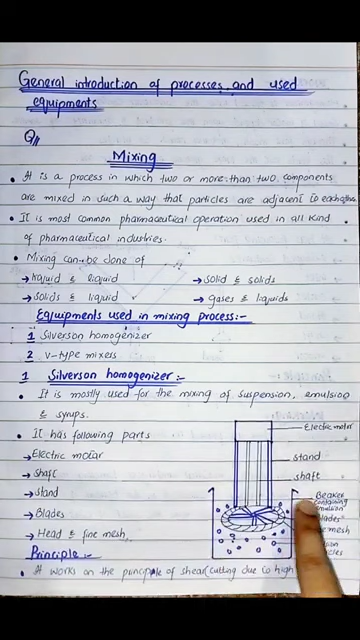 General introduction of processes and used
equipments
Q//
Mixing
• It is a process in which two or more than two components
are mixed in such a way that particles are adjacent to each other
• It is most common pharmaceutical operation used in all kind
of pharmaceutical industries.
• Mixing can be done of
→ liquid & liquid → solid & solids
→ solids & liquid → gases & liquids
Equipments used in mixing process:-
1 Silverson homogenizer
2 v-type mixers
1 Silverson homogenizer:-
• It is mostly used for the mixing of suspension, emulsion
& syrups.
• It has following parts
Electric motor
→ Electric motar
stand
→ shaft
shaft
→ stand
Beaker
containing
emulsion
→ Blades
→ Head & fine mesh
Principle:-
• It works on the principle of shear (cutting due to high